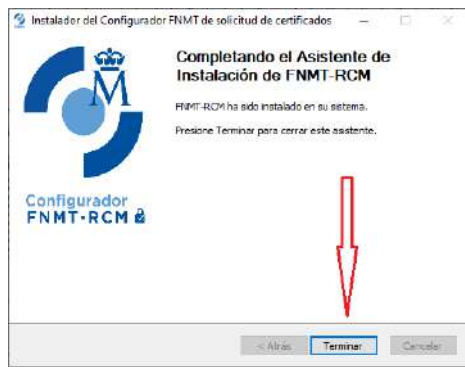 Instalador del Configurador FNMT de solicitud de certificados
Completando el Asistente de
Instalación de FNMT-RCM
FNMT-RCM ha sido instalado en su sistema.
Presione Terminar para cerrar este asistente.
M
Configurador
FNMT-RCM
< Atrás Terminar Cancelar